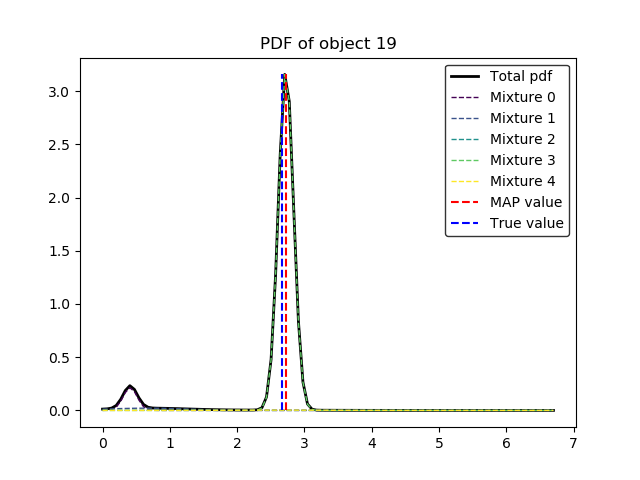 PDF of object 19
3.0
2.5
2.0
1.5
1.0
0.5
0.0
0 1 2 3 4 5 6 7
Total pdf
Mixture 0
Mixture 1
Mixture 2
Mixture 3
Mixture 4
MAP value
True value